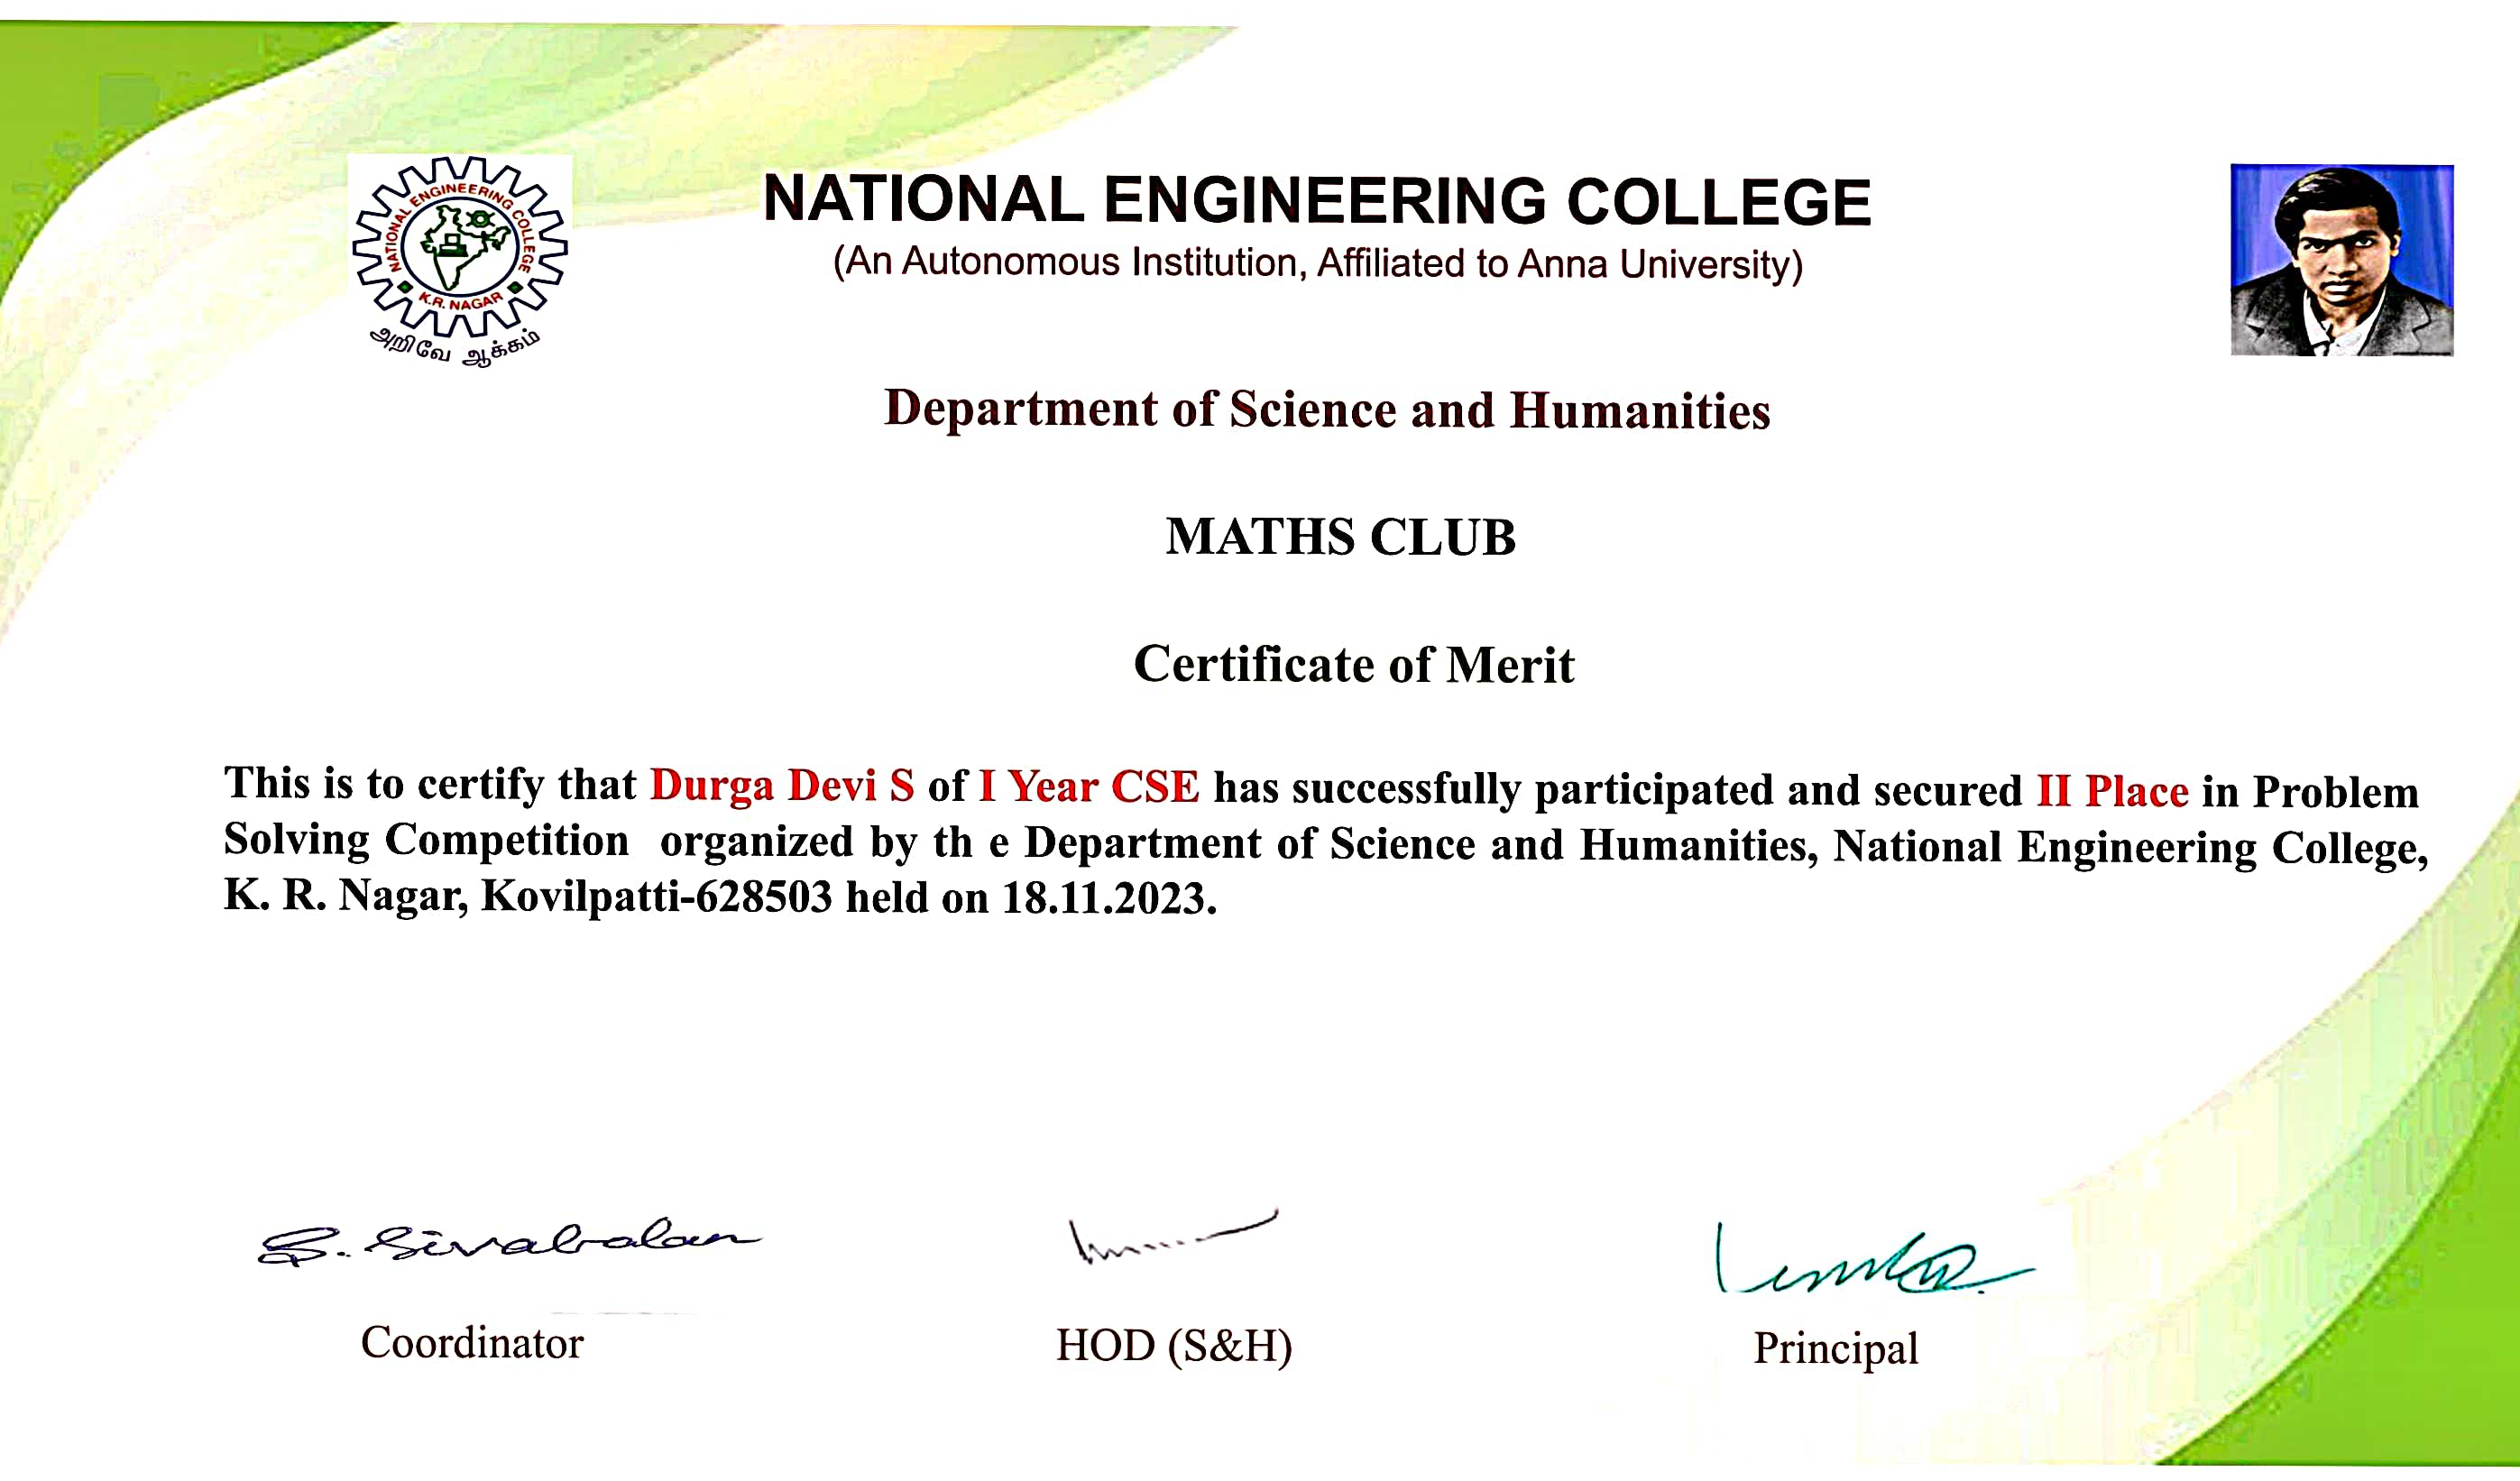 NATIONAL ENGINEERING COLLEGE
K.R. NAGAR
அறிவே ஆக்கம்
NATIONAL ENGINEERING COLLEGE
(An Autonomous Institution, Affiliated to Anna University)
Department of Science and Humanities
MATHS CLUB
Certificate of Merit
This is to certify that Durga Devi S of I Year CSE has successfully participated and secured II Place in Problem
Solving Competition organized by th e Department of Science and Humanities, National Engineering College,
K. R. Nagar, Kovilpatti-628503 held on 18.11.2023.
S. Sivabalan
Coordinator
HOD (S&H)
Principal